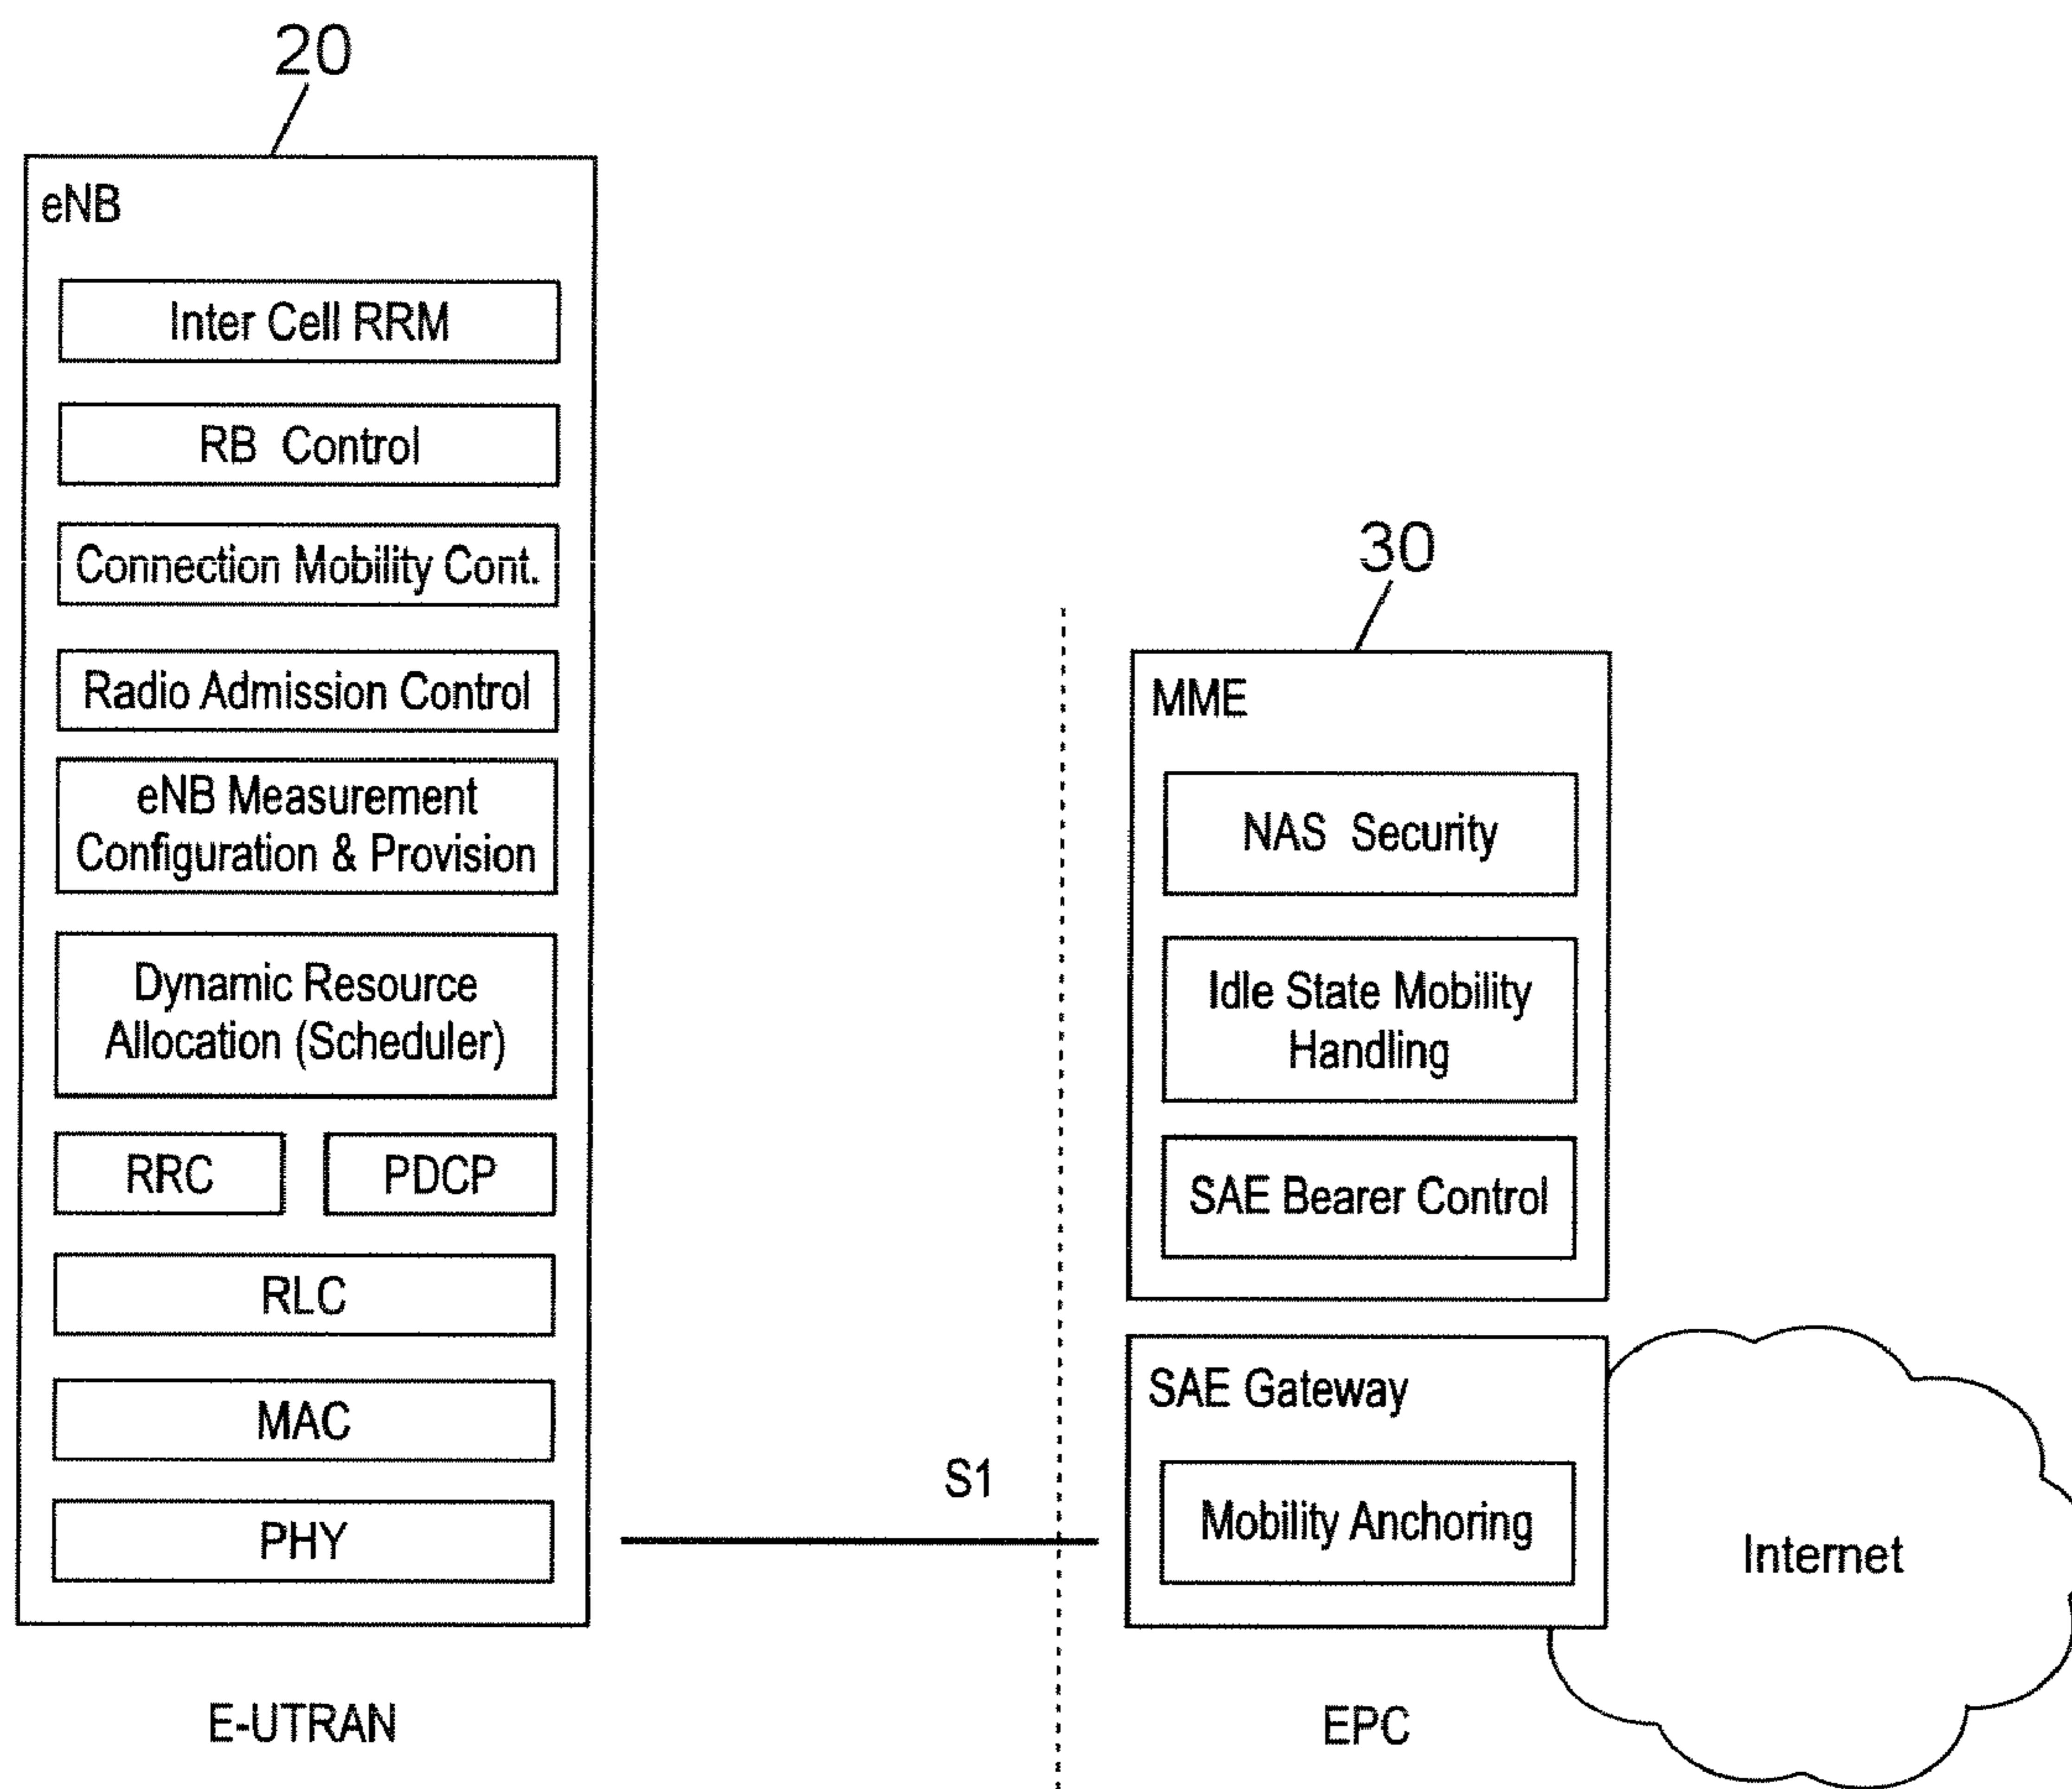 20
eNB
Inter Cell RRM
RB Control
Connection Mobility Cont.
Radio Admission Control
eNB Measurement
Configuration & Provision
Dynamic Resource
Allocation (Scheduler)
RRC
PDCP
RLC
MAC
PHY
E-UTRAN
S1
30
MME
NAS Security
Idle State Mobility
Handling
SAE Bearer Control
SAE Gateway
Mobility Anchoring
EPC
Internet